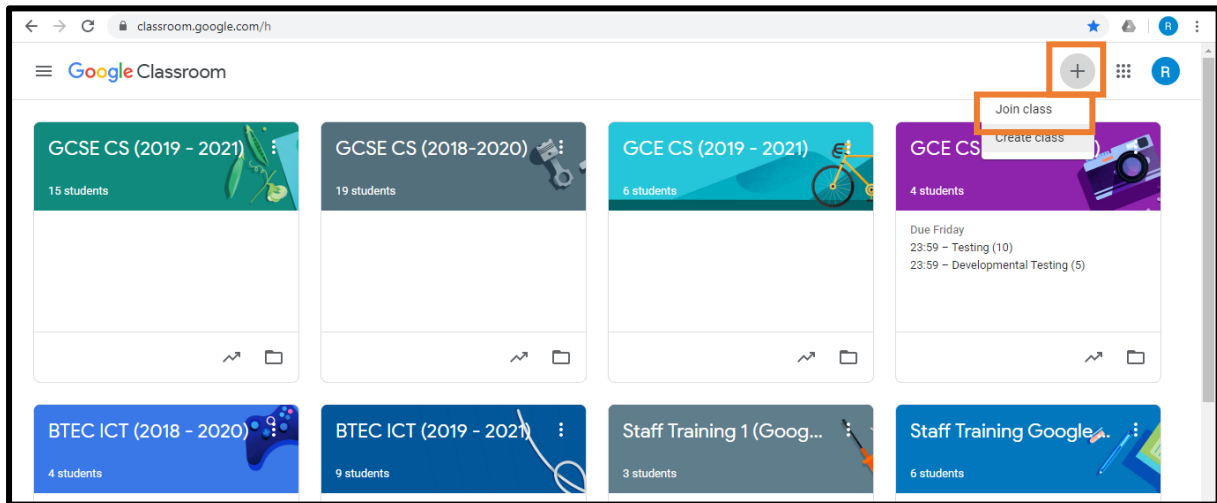 classroom.google.com/h
R
Google Classroom
R
Join class
Create class
GCSE CS (2019 - 2021)
15 students
GCSE CS (2018-2020)
19 students
GCE CS (2019 - 2021)
6 students
GCE CS
)
4 students
Due Friday
23:59 – Testing (10)
23:59 – Developmental Testing (5)
BTEC ICT (2018 - 2020)
4 students
BTEC ICT (2019 - 2021)
9 students
Staff Training 1 (Goog...
3 students
Staff Training Google...
6 students